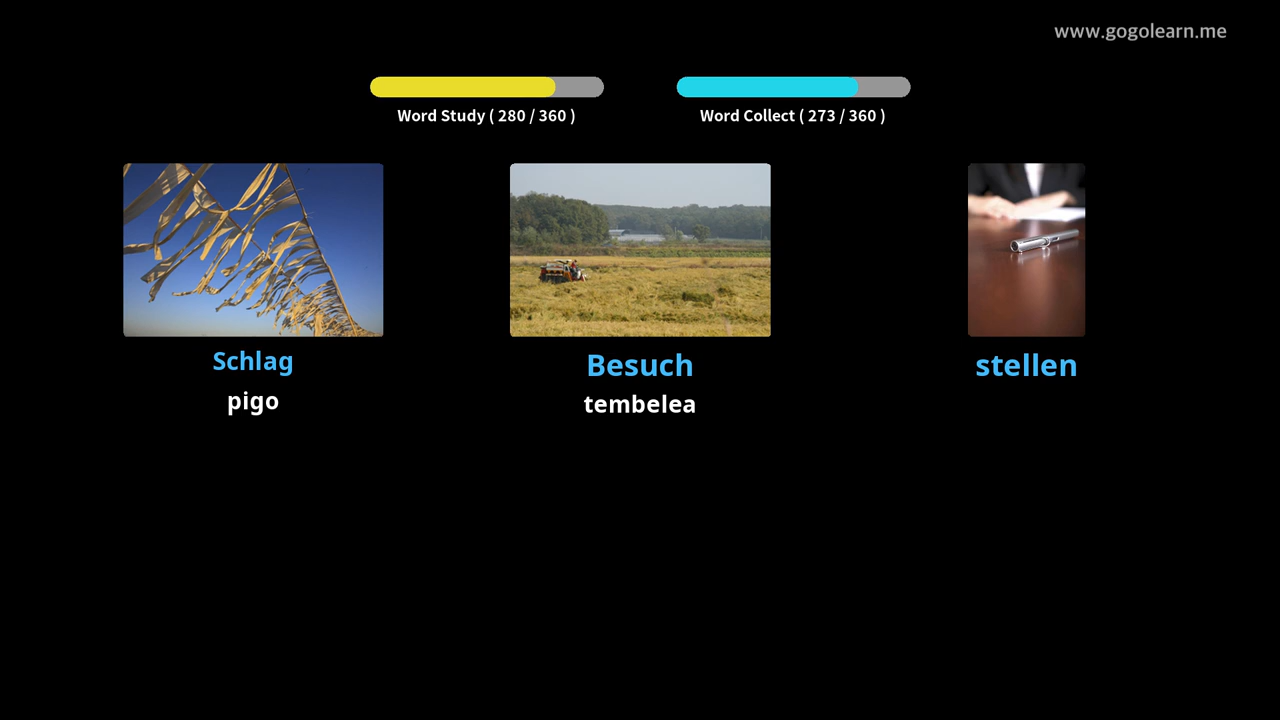 www.gogolearn.me
Word Study ( 280 / 360 )
Word Collect ( 273 / 360 )
Schlag
pigo
Besuch
tembelea
stellen